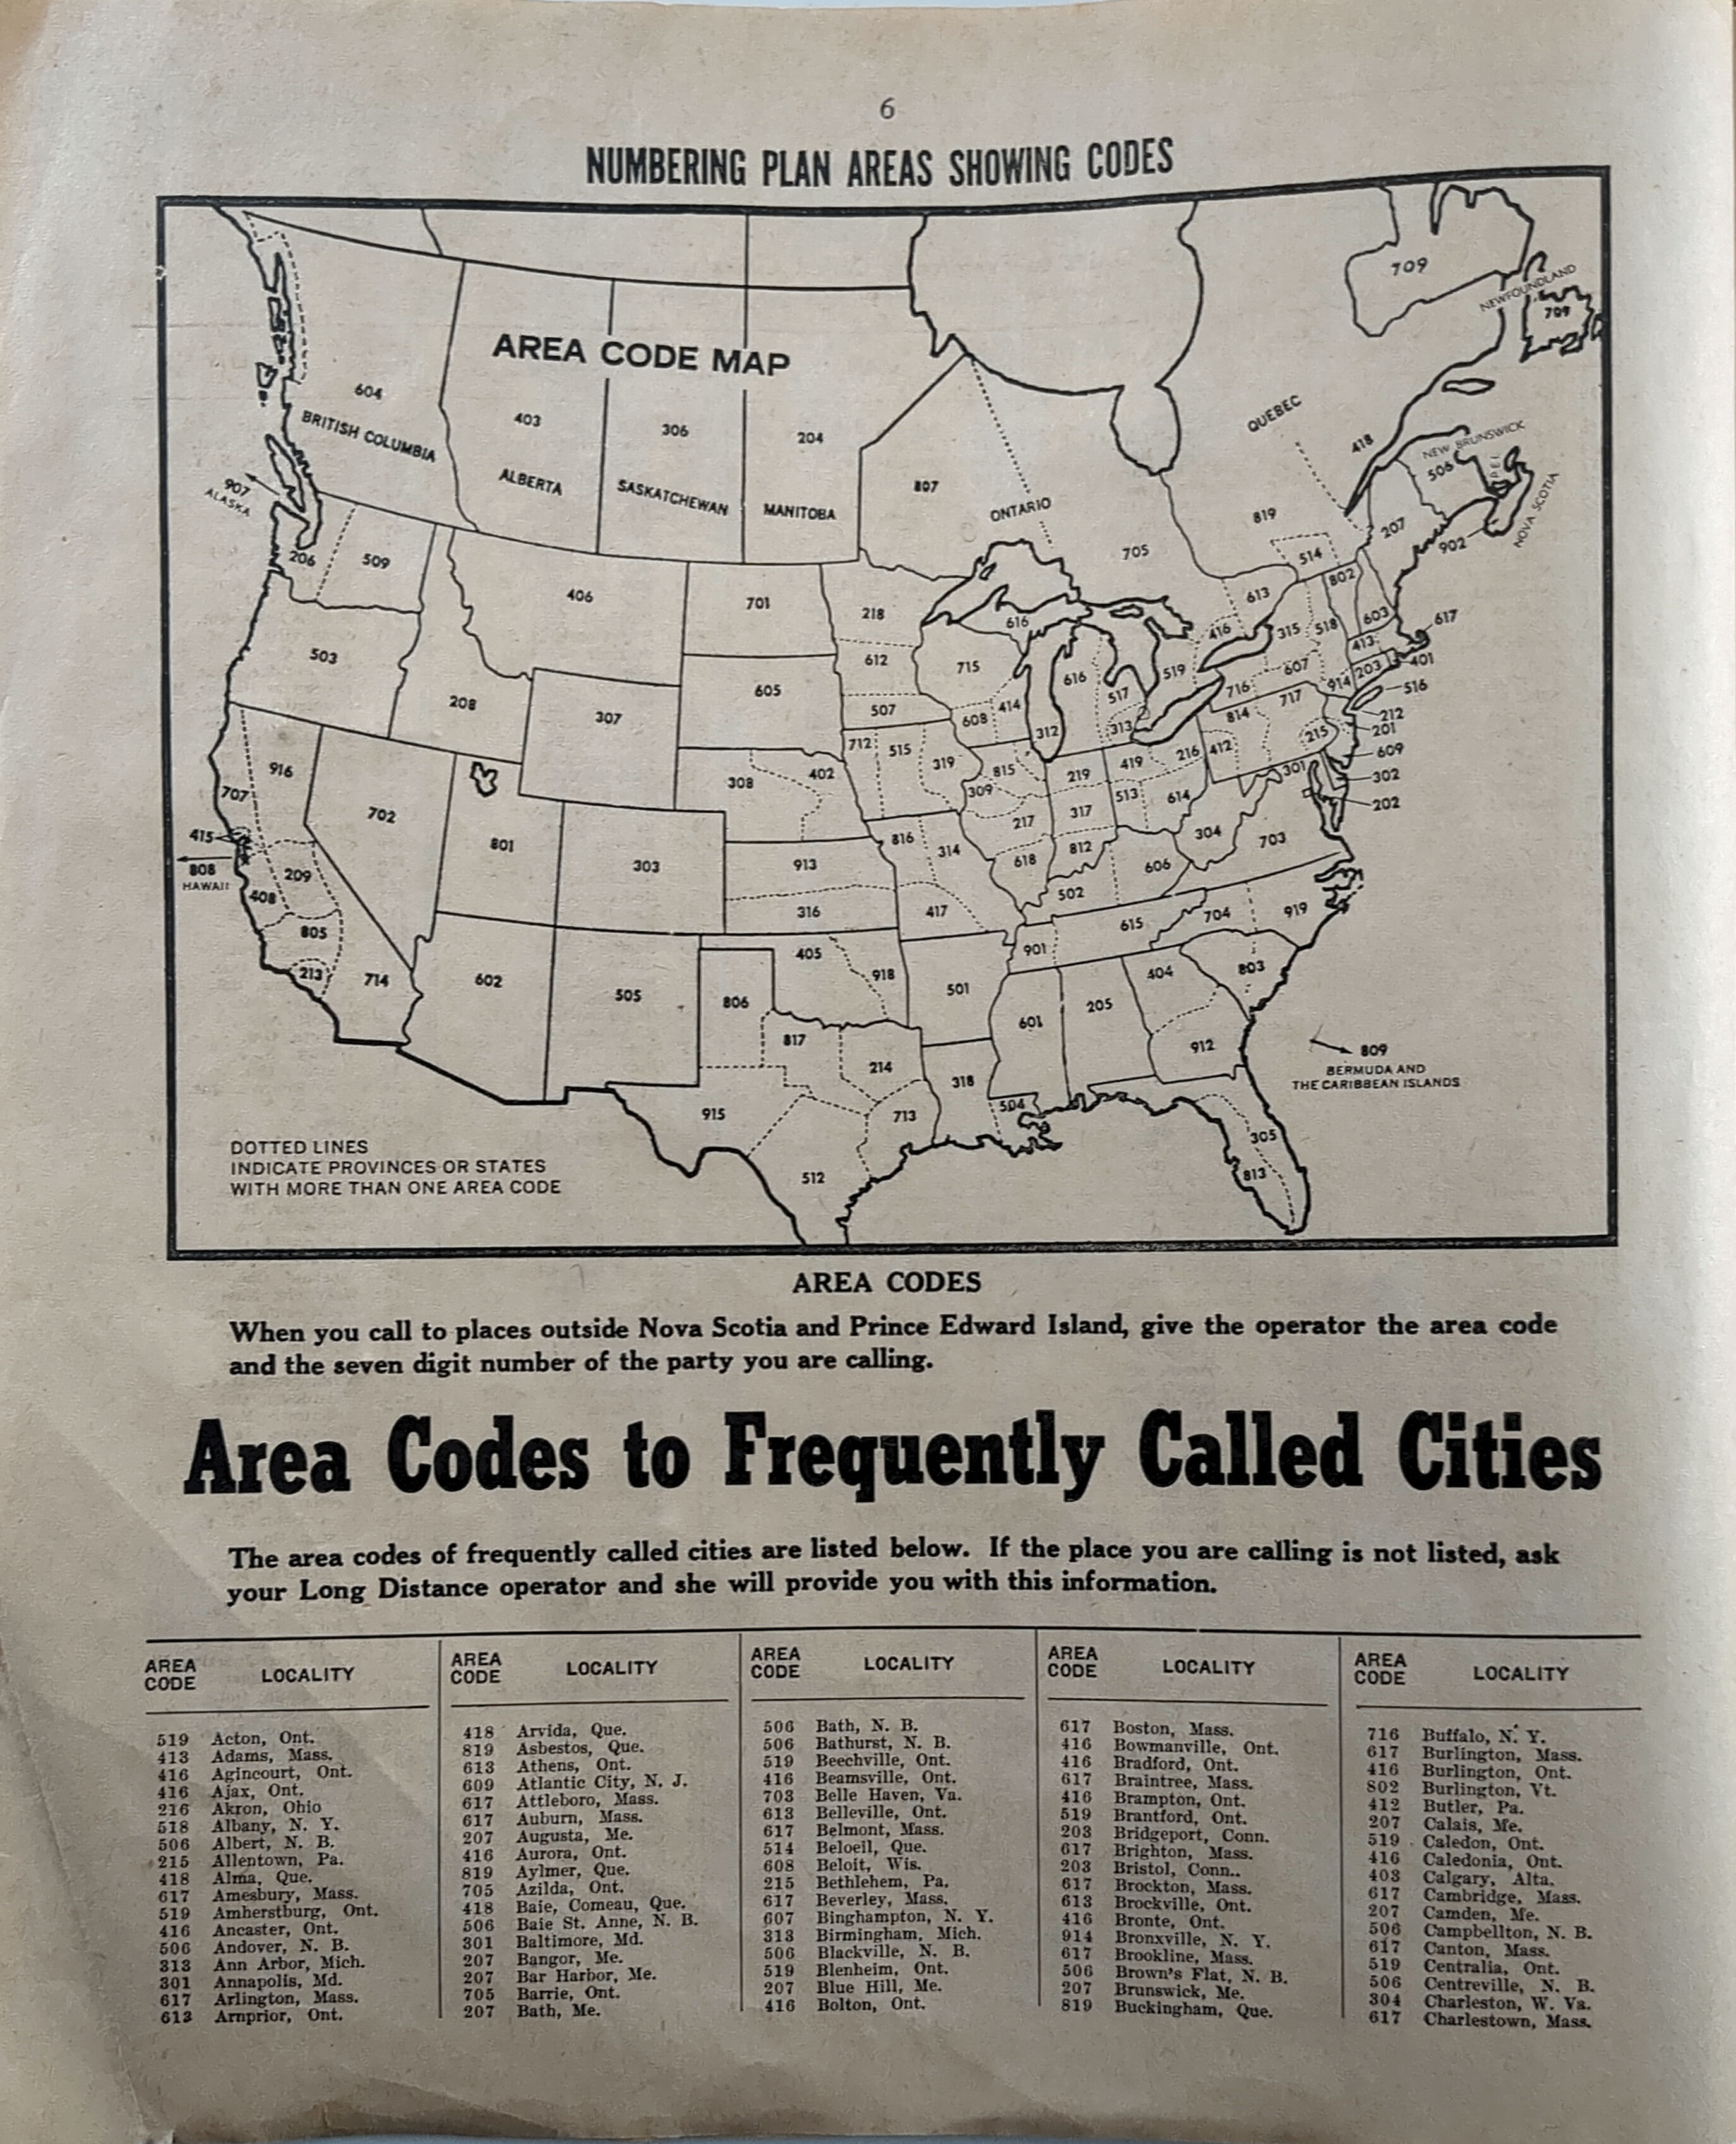 6
NUMBERING PLAN AREAS SHOWING CODES
709
NEWFOUNDLAND
709
AREA CODE MAP
604
BRITISH COLUMBIA
403
ALBERTA
306
SASKATCHEWAN
204
MANITOBA
807
ONTARIO
705
QUEBEC
418
819
514
NEW BRUNSWICK
506
P E I
NOVA SCOTIA
902
207
907
ALASKA
206
509
406
701
218
616
613
802
603
617
416
315
518
413
503
612
715
616
519
607
203
401
208
307
605
507
608
414
517
716
717
914
516
312
313
814
212
215
201
916
712
515
319
815
219
419
216
412
301
609
707
308
402
309
302
702
801
513
614
202
217
317
415
816
314
304
703
808
HAWAII
209
303
913
618
812
606
408
316
417
502
704
919
805
615
213
714
602
505
405
918
901
404
803
806
501
601
205
817
912
809
BERMUDA AND
THE CARIBBEAN ISLANDS
214
318
915
713
504
305
512
813
DOTTED LINES
INDICATE PROVINCES OR STATES
WITH MORE THAN ONE AREA CODE
AREA CODES
When you call to places outside Nova Scotia and Prince Edward Island, give the operator the area code
and the seven digit number of the party you are calling.
Area Codes to Frequently Called Cities
The area codes of frequently called cities are listed below. If the place you are calling is not listed, ask
your Long Distance operator and she will provide you with this information.
AREA CODE LOCALITY
519 Acton, Ont.
413 Adams, Mass.
416 Agincourt, Ont.
416 Ajax, Ont.
216 Akron, Ohio
518 Albany, N. Y.
506 Albert, N. B.
215 Allentown, Pa.
418 Alma, Que.
617 Amesbury, Mass.
519 Amherstburg, Ont.
416 Ancaster, Ont.
506 Andover, N. B.
313 Ann Arbor, Mich.
301 Annapolis, Md.
617 Arlington, Mass.
613 Arnprior, Ont.
AREA CODE LOCALITY
418 Arvida, Que.
819 Asbestos, Que.
613 Athens, Ont.
609 Atlantic City, N. J.
617 Attleboro, Mass.
617 Auburn, Mass.
207 Augusta, Me.
416 Aurora, Ont.
819 Aylmer, Que.
705 Azilda, Ont.
418 Baie, Comeau, Que.
506 Baie St. Anne, N. B.
301 Baltimore, Md.
207 Bangor, Me.
207 Bar Harbor, Me.
705 Barrie, Ont.
207 Bath, Me.
AREA CODE LOCALITY
506 Bath, N. B.
506 Bathurst, N. B.
519 Beechville, Ont.
416 Beamsville, Ont.
703 Belle Haven, Va.
613 Belleville, Ont.
617 Belmont, Mass.
514 Beloeil, Que.
608 Beloit, Wis.
215 Bethlehem, Pa.
617 Beverley, Mass.
607 Binghampton, N. Y.
313 Birmingham, Mich.
506 Blackville, N. B.
519 Blenheim, Ont.
207 Blue Hill, Me.
416 Bolton, Ont.
AREA CODE LOCALITY
617 Boston, Mass.
416 Bowmanville, Ont.
416 Bradford, Ont.
617 Braintree, Mass.
416 Brampton, Ont.
519 Brantford, Ont.
203 Bridgeport, Conn.
617 Brighton, Mass.
203 Bristol, Conn..
617 Brockton, Mass.
613 Brockville, Ont.
416 Bronte, Ont.
914 Bronxville, N. Y.
617 Brookline, Mass.
506 Brown's Flat, N. B.
207 Brunswick, Me.
819 Buckingham, Que.
AREA CODE LOCALITY
716 Buffalo, N. Y.
617 Burlington, Mass.
416 Burlington, Ont.
802 Burlington, Vt.
412 Butler, Pa.
207 Calais, Me.
519 Caledon, Ont.
416 Caledonia, Ont.
403 Calgary, Alta.
617 Cambridge, Mass.
207 Camden, Me.
506 Campbellton, N. B.
617 Canton, Mass.
519 Centralia, Ont.
506 Centreville, N. B.
304 Charleston, W. Va.
617 Charlestown, Mass.